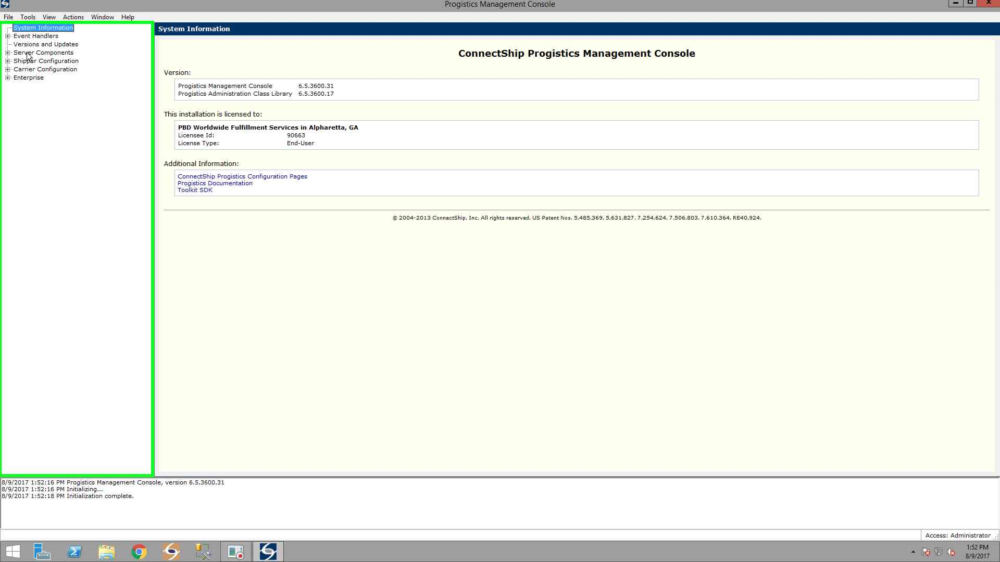 Progistics Management Console
File Tools View Actions Window Help
System Information
Event Handlers
Versions and Updates
Server Components
Shipper Configuration
Carrier Configuration
Enterprise
System Information
ConnectShip Progistics Management Console
Version:
Progistics Management Console 6.5.3600.31
Progistics Administration Class Library 6.5.3600.17
This installation is licensed to:
PBD Worldwide Fulfillment Services in Alpharetta, GA
Licensee Id: 90663
License Type: End-User
Additional Information:
ConnectShip Progistics Configuration Pages
Progistics Documentation
Toolkit SDK
© 2004-2013 ConnectShip, Inc. All rights reserved. US Patent Nos. 5,485,369, 5,631,827, 7,254,624, 7,506,803, 7,610,364, RE40,924.
8/9/2017 1:52:16 PM Progistics Management Console, version 6.5.3600.31
8/9/2017 1:52:16 PM Initializing...
8/9/2017 1:52:18 PM Initialization complete.
Access: Administrator
1:52 PM
8/9/2017